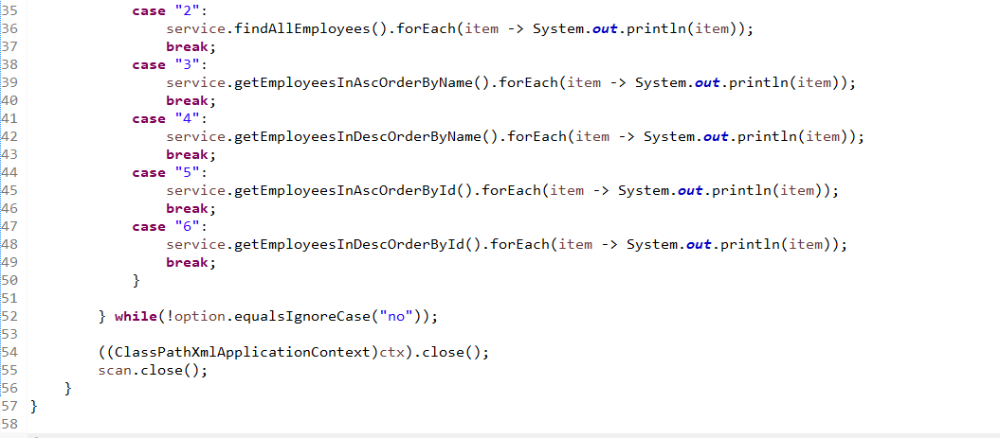 35             case "2":
36                 service.findAllEmployees().forEach(item -> System.out.println(item));
37                 break;
38             case "3":
39                 service.getEmployeesInAscOrderByName().forEach(item -> System.out.println(item));
40                 break;
41             case "4":
42                 service.getEmployeesInDescOrderByName().forEach(item -> System.out.println(item));
43                 break;
44             case "5":
45                 service.getEmployeesInAscOrderById().forEach(item -> System.out.println(item));
46                 break;
47             case "6":
48                 service.getEmployeesInDescOrderById().forEach(item -> System.out.println(item));
49                 break;
50             }
51
52         } while(!option.equalsIgnoreCase("no"));
53
54         ((ClassPathXmlApplicationContext)ctx).close();
55         scan.close();
56     }
57 }
58